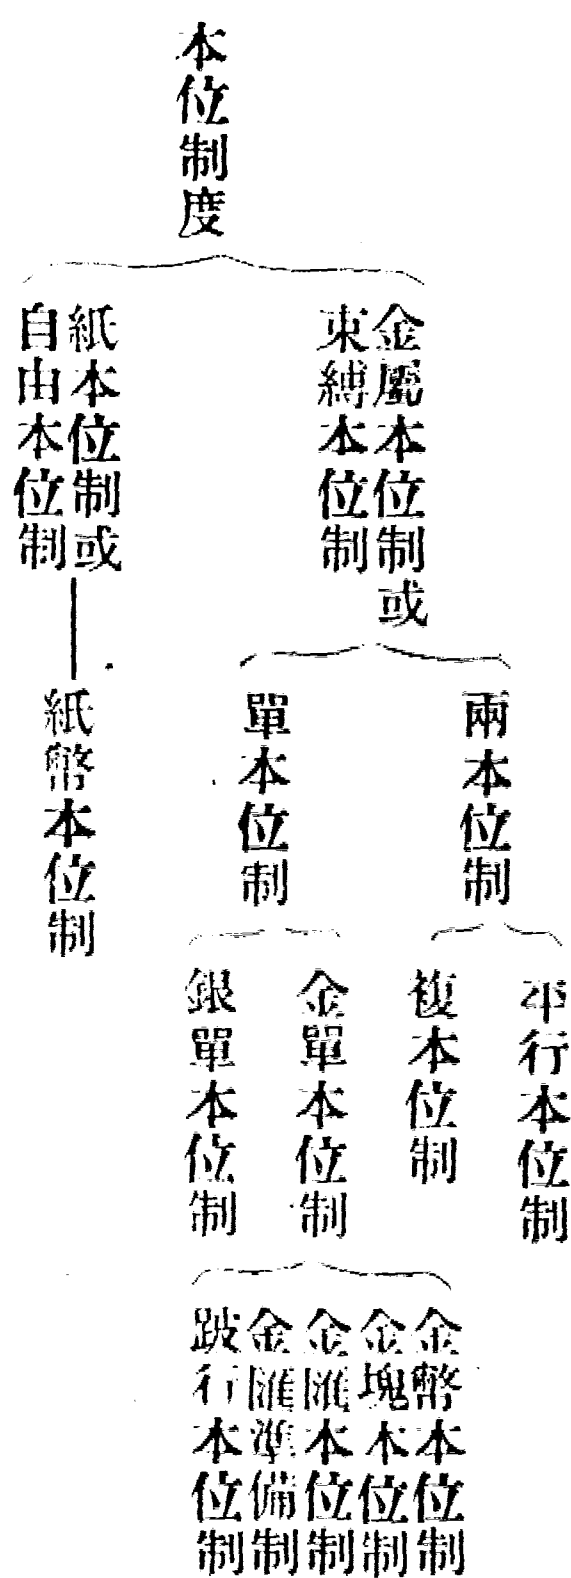 本位制度
金屬本位制或
束縛本位制
紙本位制或
自由本位制
兩本位制
單本位制
紙幣本位制
平行本位制
複本位制
金單本位制
銀單本位制
金幣本位制
金塊本位制
金匯本位制
金匯準備制
跛行本位制